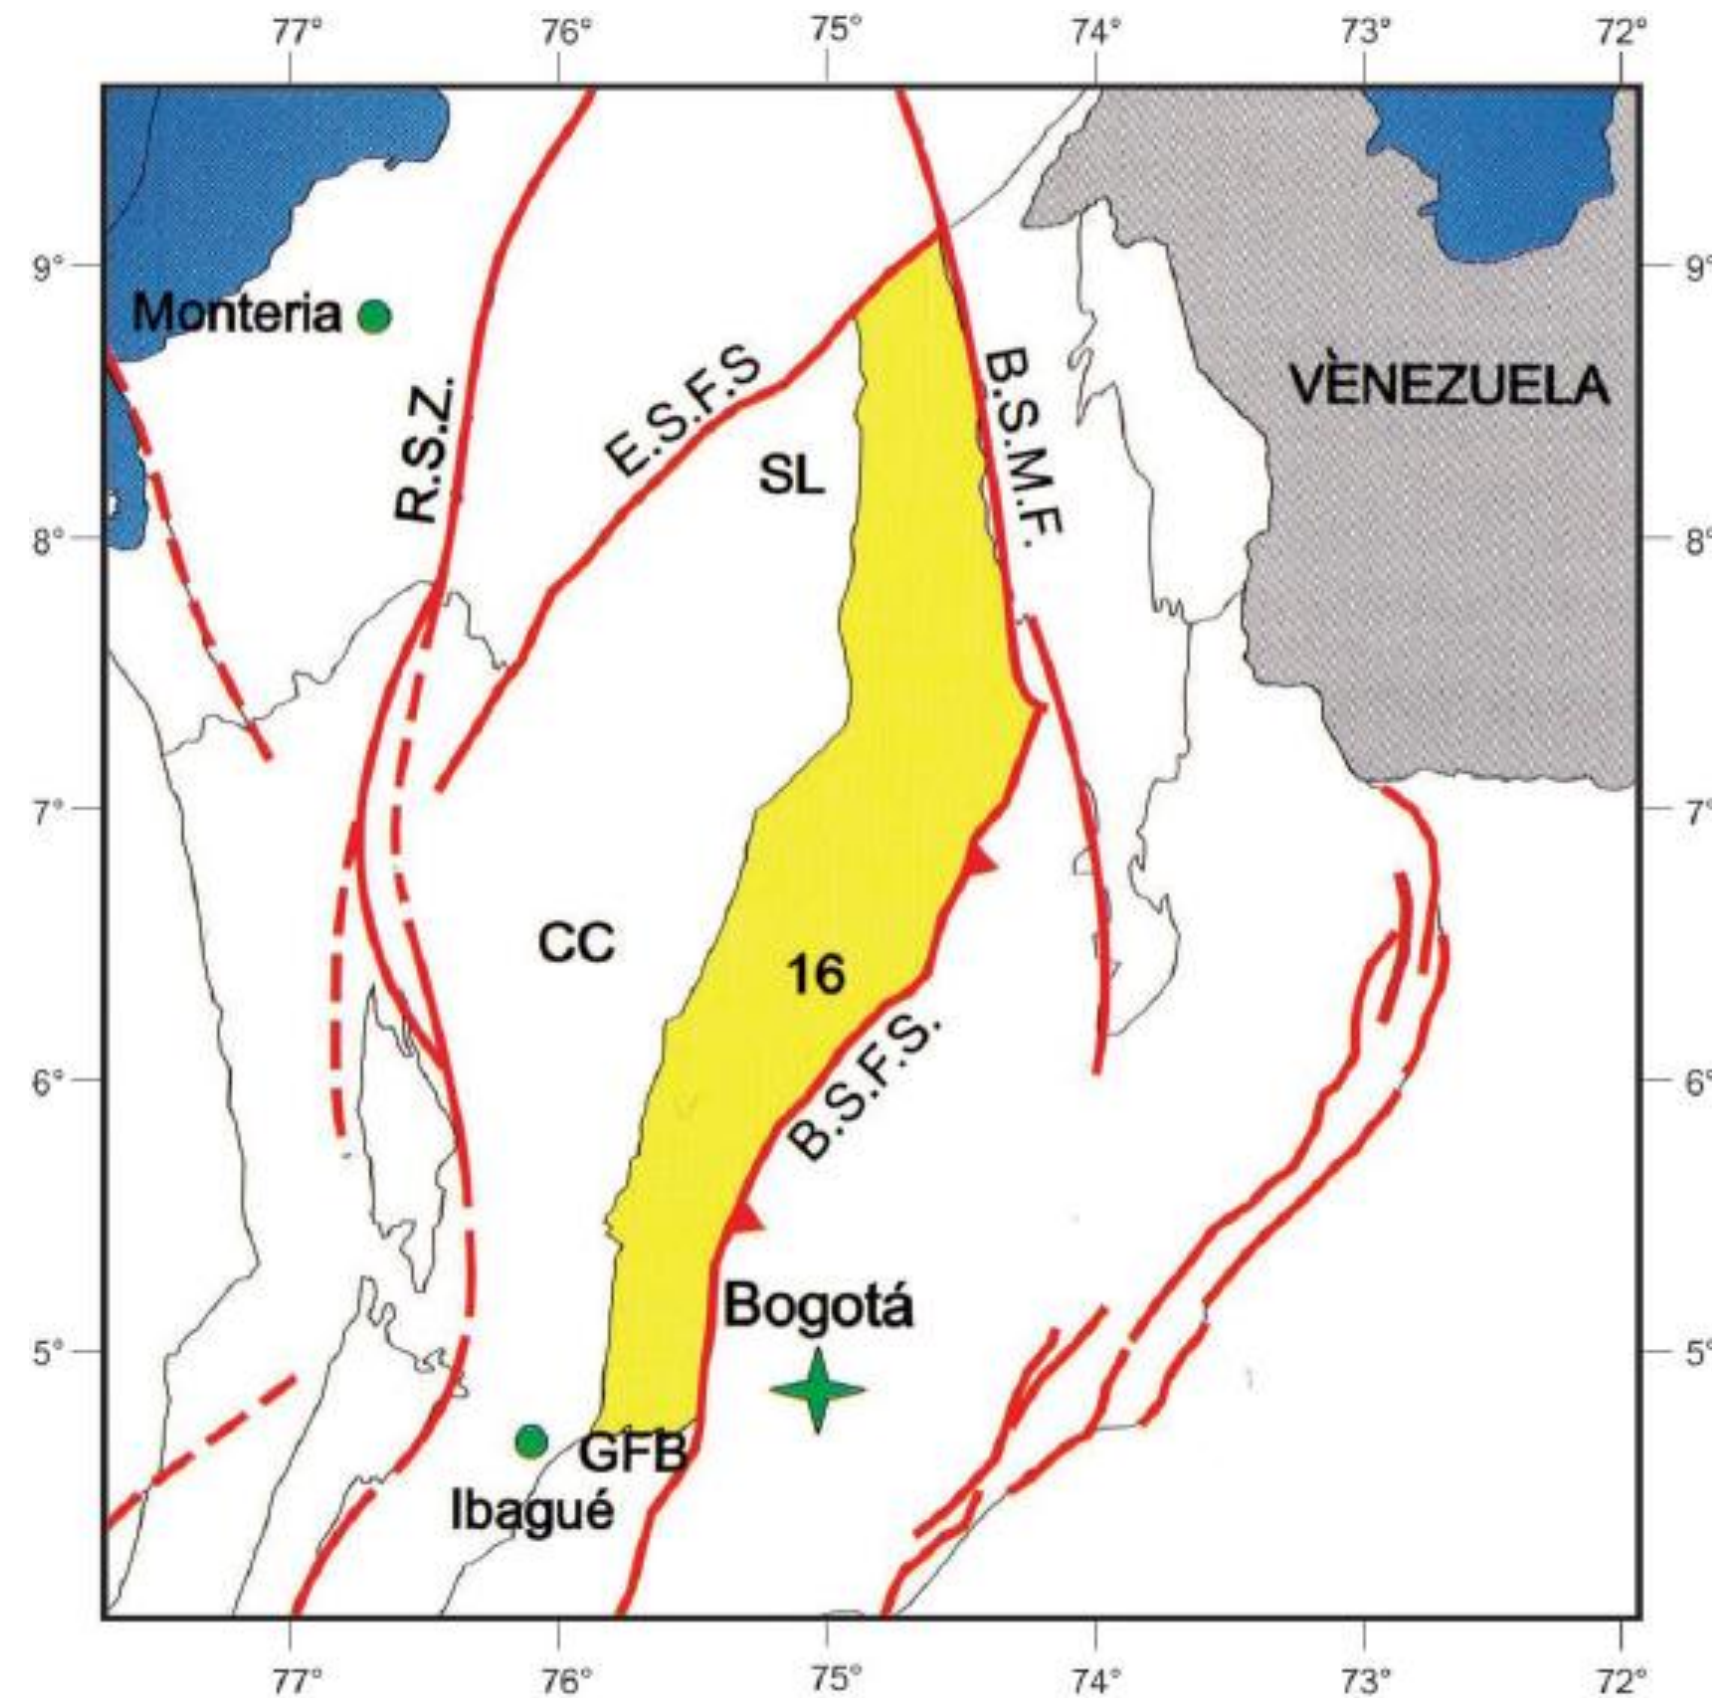 77° 76° 75° 74° 73° 72°
9° 9°
Monteria
VÈNEZUELA
E.S.F.S
B.S.M.F.
R.S.Z.
SL
8° 8°
7° 7°
CC
16
B.S.F.S.
6° 6°
Bogotá
5° 5°
GFB
Ibagué
77° 76° 75° 74° 73° 72°